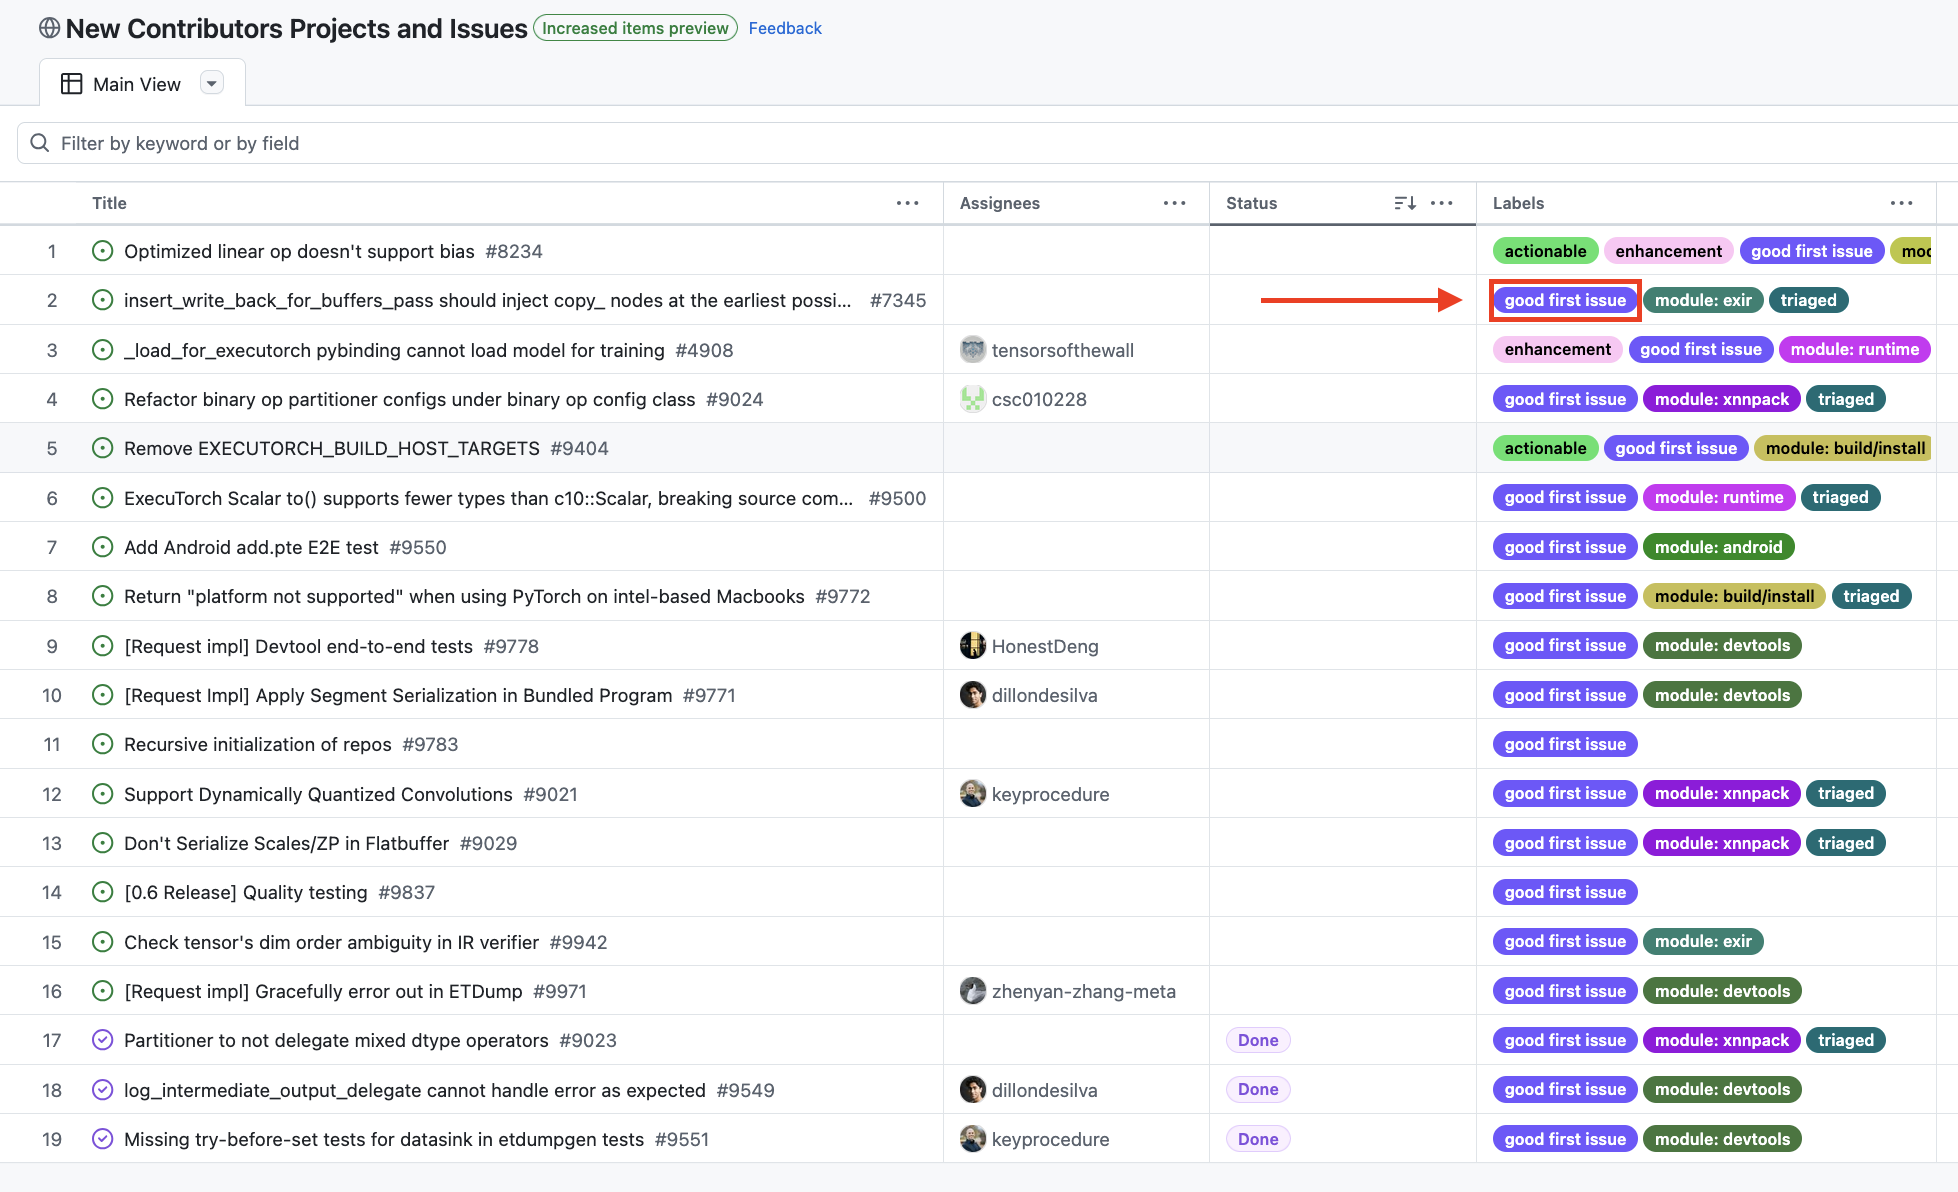 New Contributors Projects and Issues Increased items preview Feedback
Main View
Filter by keyword or by field
Title Assignees Status Labels
1 Optimized linear op doesn't support bias #8234 actionable enhancement good first issue
2 insert_write_back_for_buffers_pass should inject copy_ nodes at the earliest possi... #7345 good first issue module: exir triaged
3 _load_for_executorch pybinding cannot load model for training #4908 tensorsofthewall enhancement good first issue module: runtime
4 Refactor binary op partitioner configs under binary op config class #9024 csc010228 good first issue module: xnnpack triaged
5 Remove EXECUTORCH_BUILD_HOST_TARGETS #9404 actionable good first issue module: build/install
6 ExecuTorch Scalar to() supports fewer types than c10::Scalar, breaking source com... #9500 good first issue module: runtime triaged
7 Add Android add.pte E2E test #9550 good first issue module: android
8 Return "platform not supported" when using PyTorch on intel-based Macbooks #9772 good first issue module: build/install triaged
9 [Request impl] Devtool end-to-end tests #9778 HonestDeng good first issue module: devtools
10 [Request Impl] Apply Segment Serialization in Bundled Program #9771 dillondesilva good first issue module: devtools
11 Recursive initialization of repos #9783 good first issue
12 Support Dynamically Quantized Convolutions #9021 keyprocedure good first issue module: xnnpack triaged
13 Don't Serialize Scales/ZP in Flatbuffer #9029 good first issue module: xnnpack triaged
14 [0.6 Release] Quality testing #9837 good first issue
15 Check tensor's dim order ambiguity in IR verifier #9942 good first issue module: exir
16 [Request impl] Gracefully error out in ETDump #9971 zhenyan-zhang-meta good first issue module: devtools
17 Partitioner to not delegate mixed dtype operators #9023 Done good first issue module: xnnpack triaged
18 log_intermediate_output_delegate cannot handle error as expected #9549 dillondesilva Done good first issue module: devtools
19 Missing try-before-set tests for datasink in etdumpgen tests #9551 keyprocedure Done good first issue module: devtools